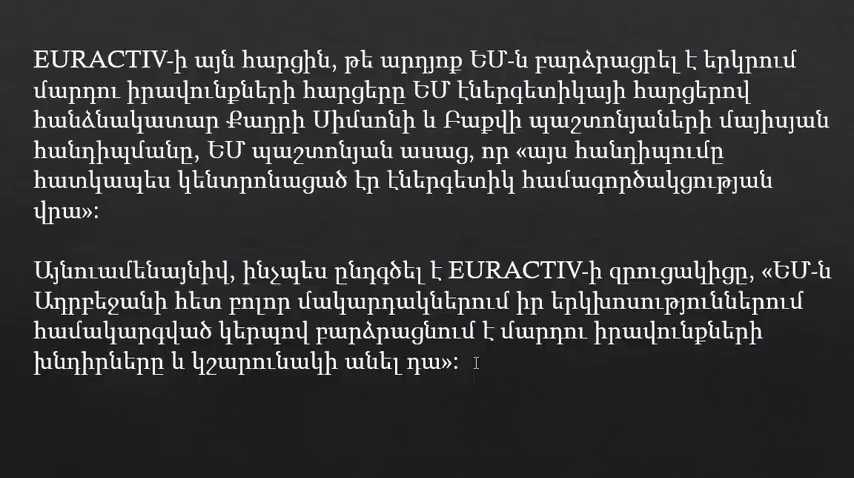 EURACTIV-ի այն հարցին, թե արդյոք ԵՄ-ն բարձրացրել է երկրում
մարդու իրավունքների հարցերը ԵՄ էներգետիկայի հարցերով
հանձնակատար Քադրի Սիմսոնի և Բաքվի պաշտոնյաների մայիսյան
հանդիպմանը, ԵՄ պաշտոնյան ասաց, որ «այս հանդիպումը
հատկապես կենտրոնացած էր էներգետիկ համագործակցության
վրա»:
Այնուամենայնիվ, ինչպես ընդգծել է EURACTIV-ի զրուցակիցը, «ԵՄ-ն
Ադրբեջանի հետ բոլոր մակարդակներում իր երկխոսություններում
համակարգված կերպով բարձրացնում է մարդու իրավունքների
խնդիրները և կշարունակի անել դա»: